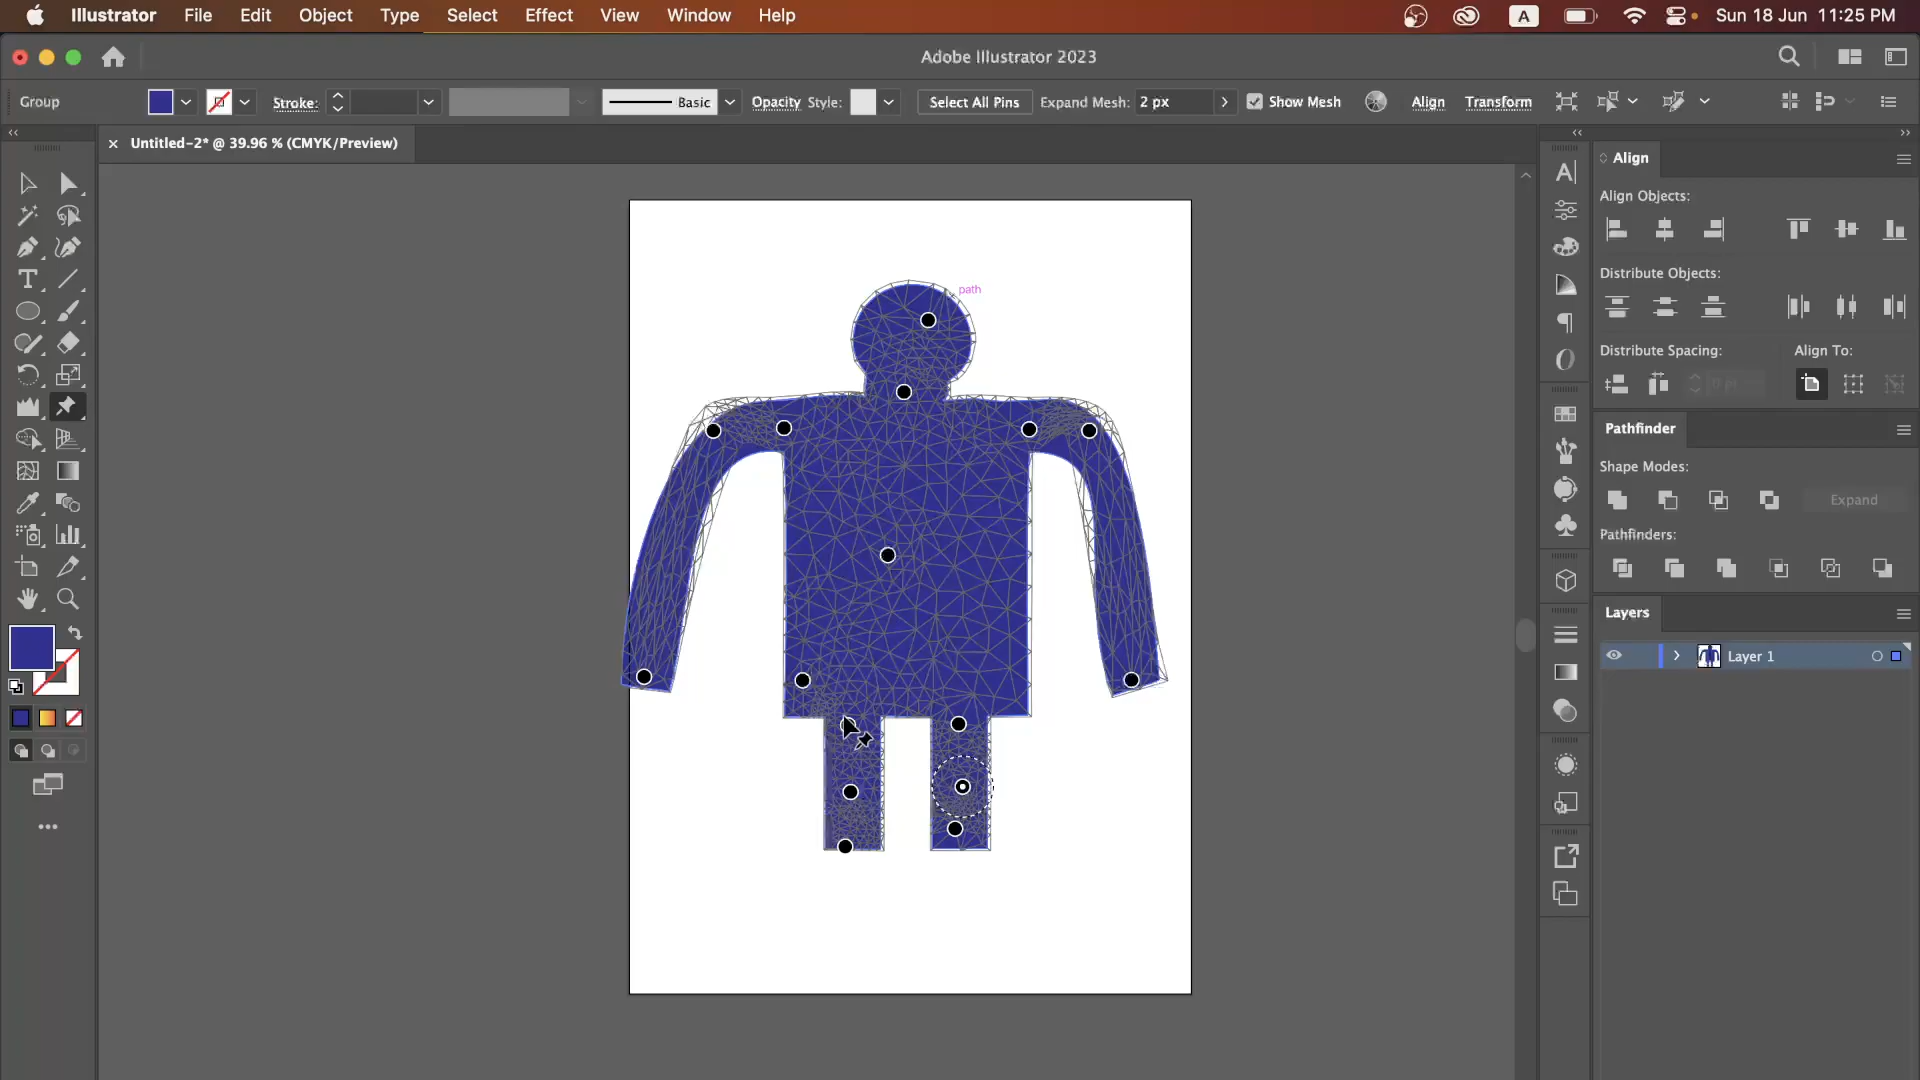 Illustrator File Edit Object Type Select Effect View Window Help
A
Sun 18 Jun 11:25 PM
Adobe Illustrator 2023
Group
Stroke:
Basic
Opacity Style:
Select All Pins
Expand Mesh: 2 px
Show Mesh
Align
Transform
Untitled-2* @ 39.96 % (CMYK/Preview)
path
Align
Align Objects:
Distribute Objects:
Distribute Spacing:
Align To:
0 pt
Pathfinder
Shape Modes:
Expand
Pathfinders:
Layers
Layer 1